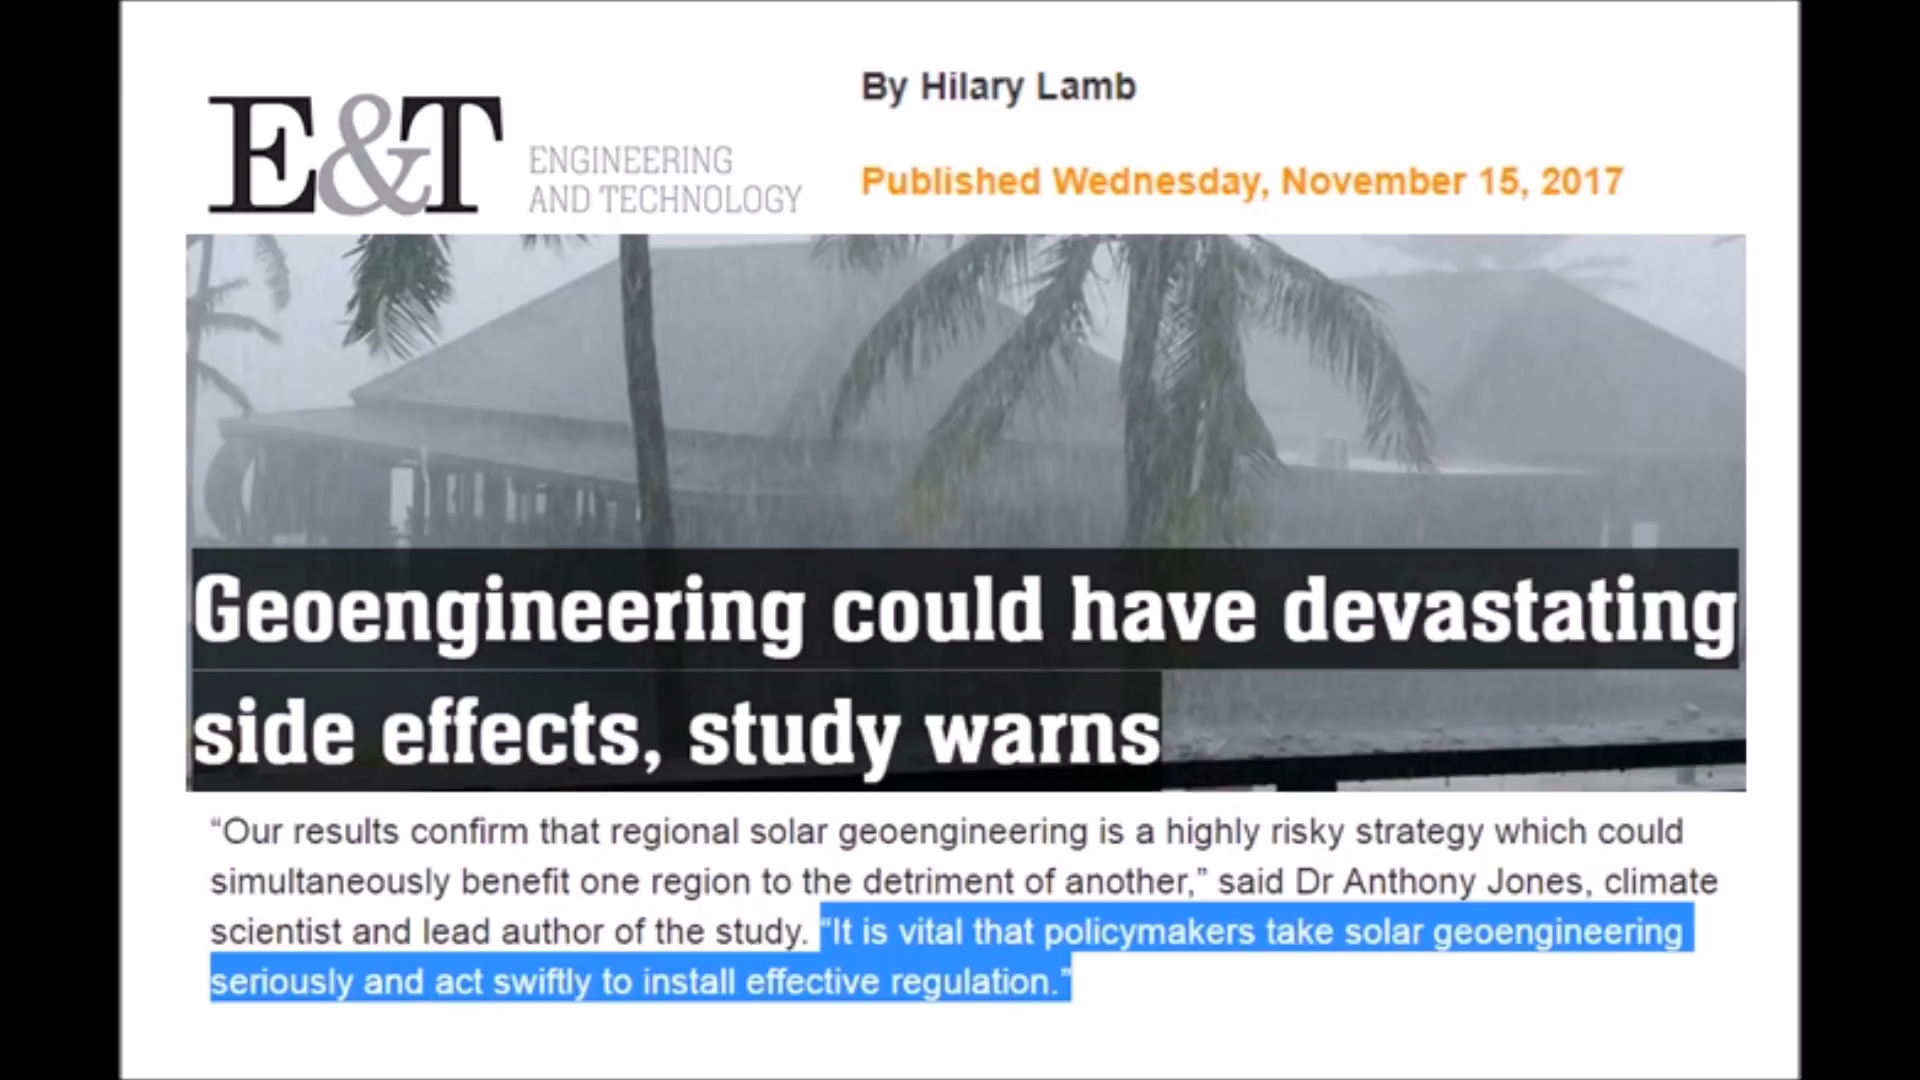 E&T ENGINEERING
AND TECHNOLOGY
By Hilary Lamb
Published Wednesday, November 15, 2017
Geoengineering could have devastating
side effects, study warns
“Our results confirm that regional solar geoengineering is a highly risky strategy which could
simultaneously benefit one region to the detriment of another,” said Dr Anthony Jones, climate
scientist and lead author of the study. “It is vital that policymakers take solar geoengineering
seriously and act swiftly to install effective regulation.”